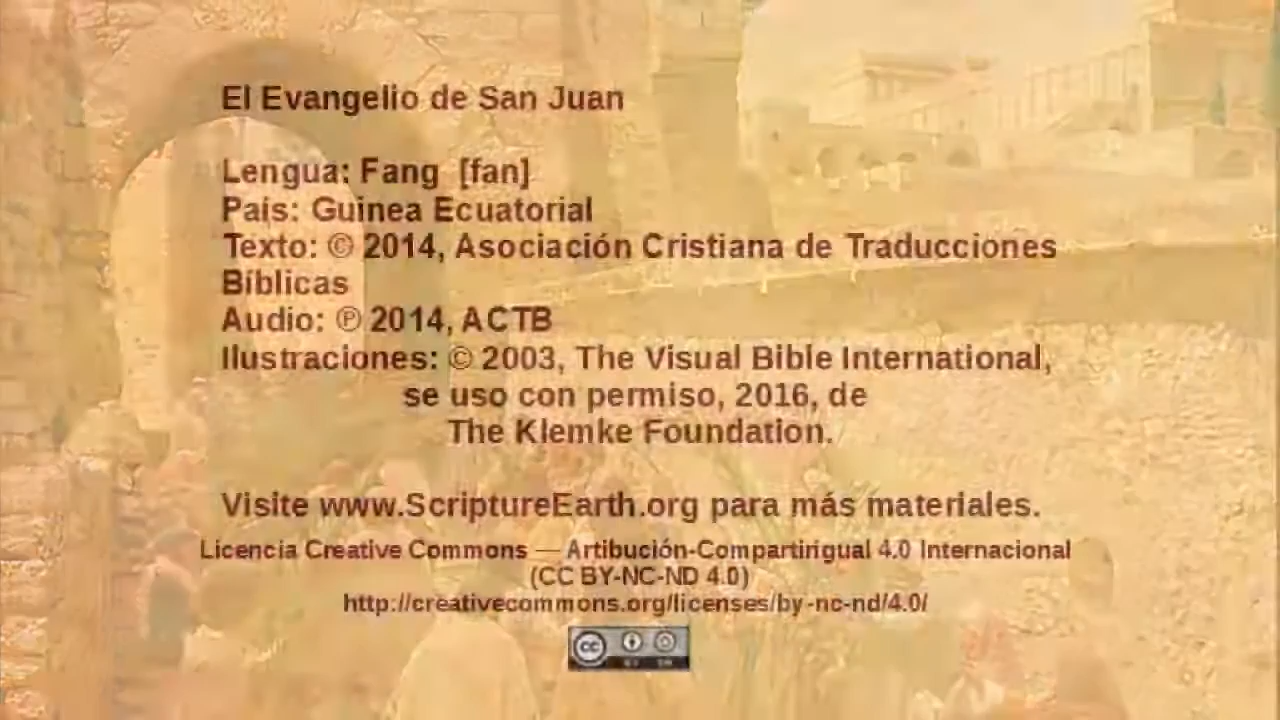 El Evangelio de San Juan
Lengua: Fang [fan]
País: Guinea Ecuatorial
Texto: © 2014, Asociación Cristiana de Traducciones
Bíblicas
Audio: ℗ 2014, ACTB
Ilustraciones: © 2003, The Visual Bible International,
se uso con permiso, 2016, de
The Klemke Foundation.
Visite www.ScriptureEarth.org para más materiales.
Licencia Creative Commons — Artibución-Compartirigual 4.0 Internacional
(CC BY-NC-ND 4.0)
http://creativecommons.org/licenses/by-nc-nd/4.0/
cc